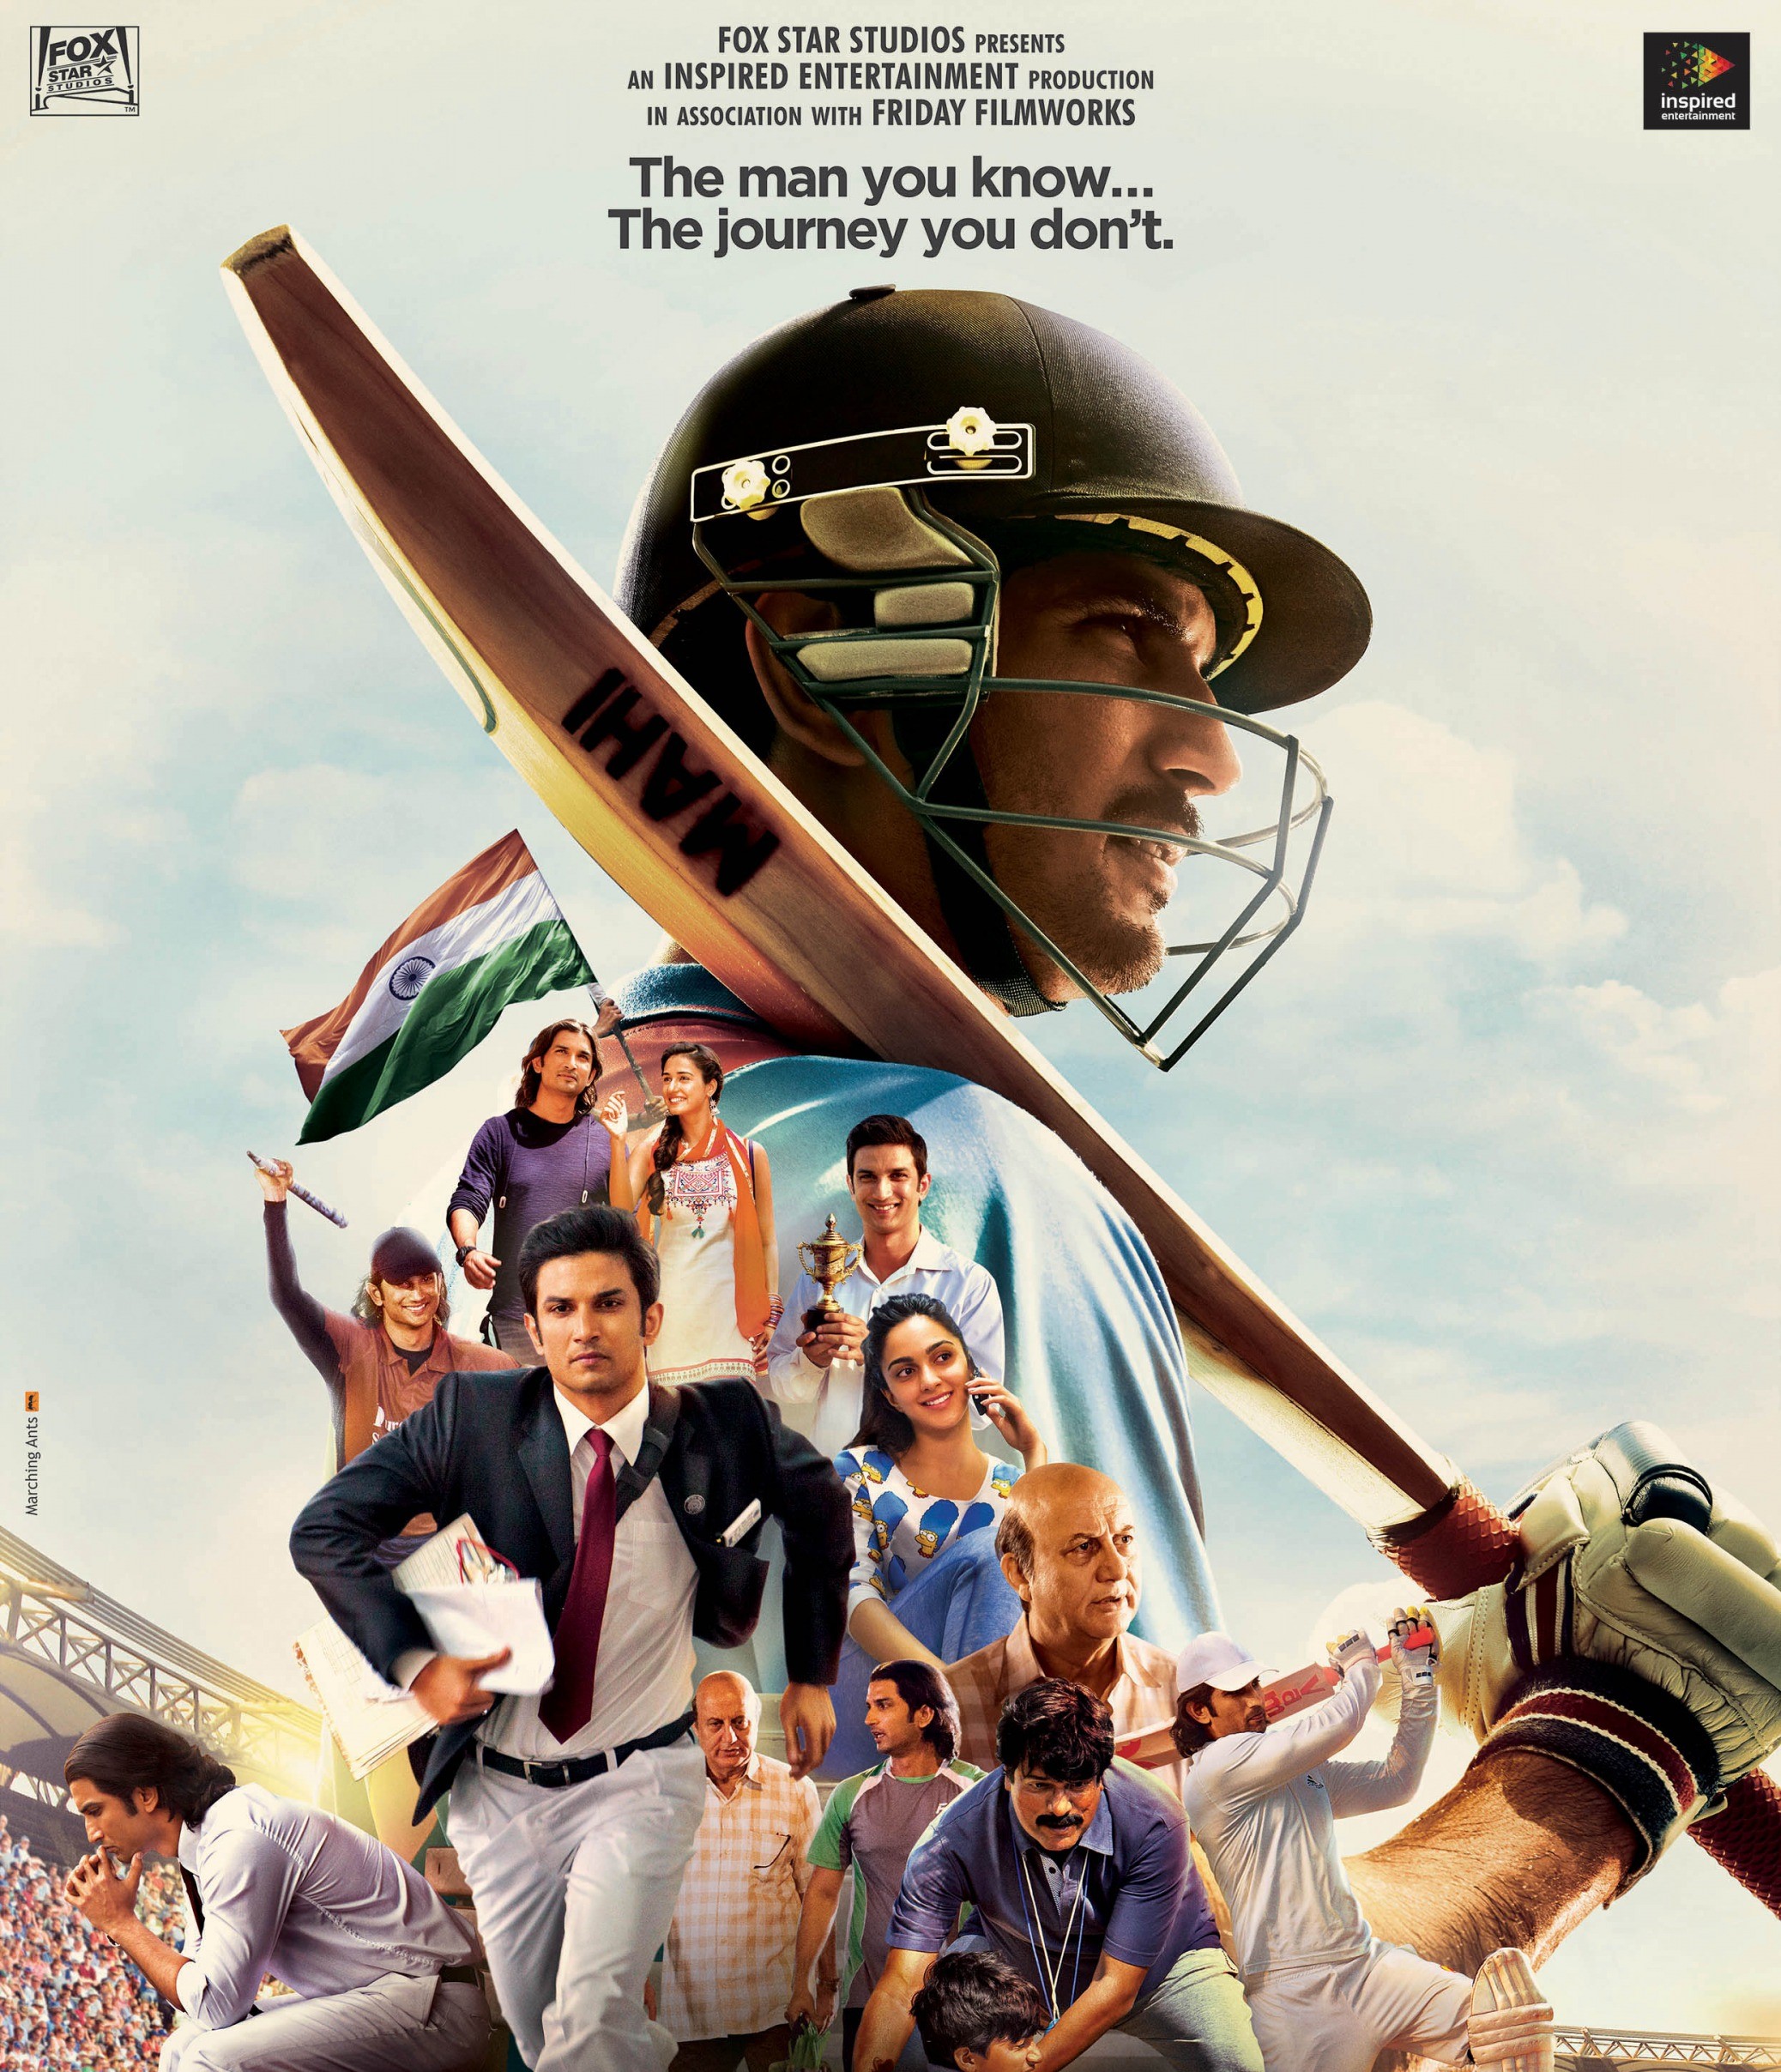 FOX
STAR
STUDIOS
TM
FOX STAR STUDIOS PRESENTS
AN INSPIRED ENTERTAINMENT PRODUCTION
IN ASSOCIATION WITH FRIDAY FILMWORKS
inspired
entertainment
The man you know...
The journey you don't.
MAHI
Marching Ants